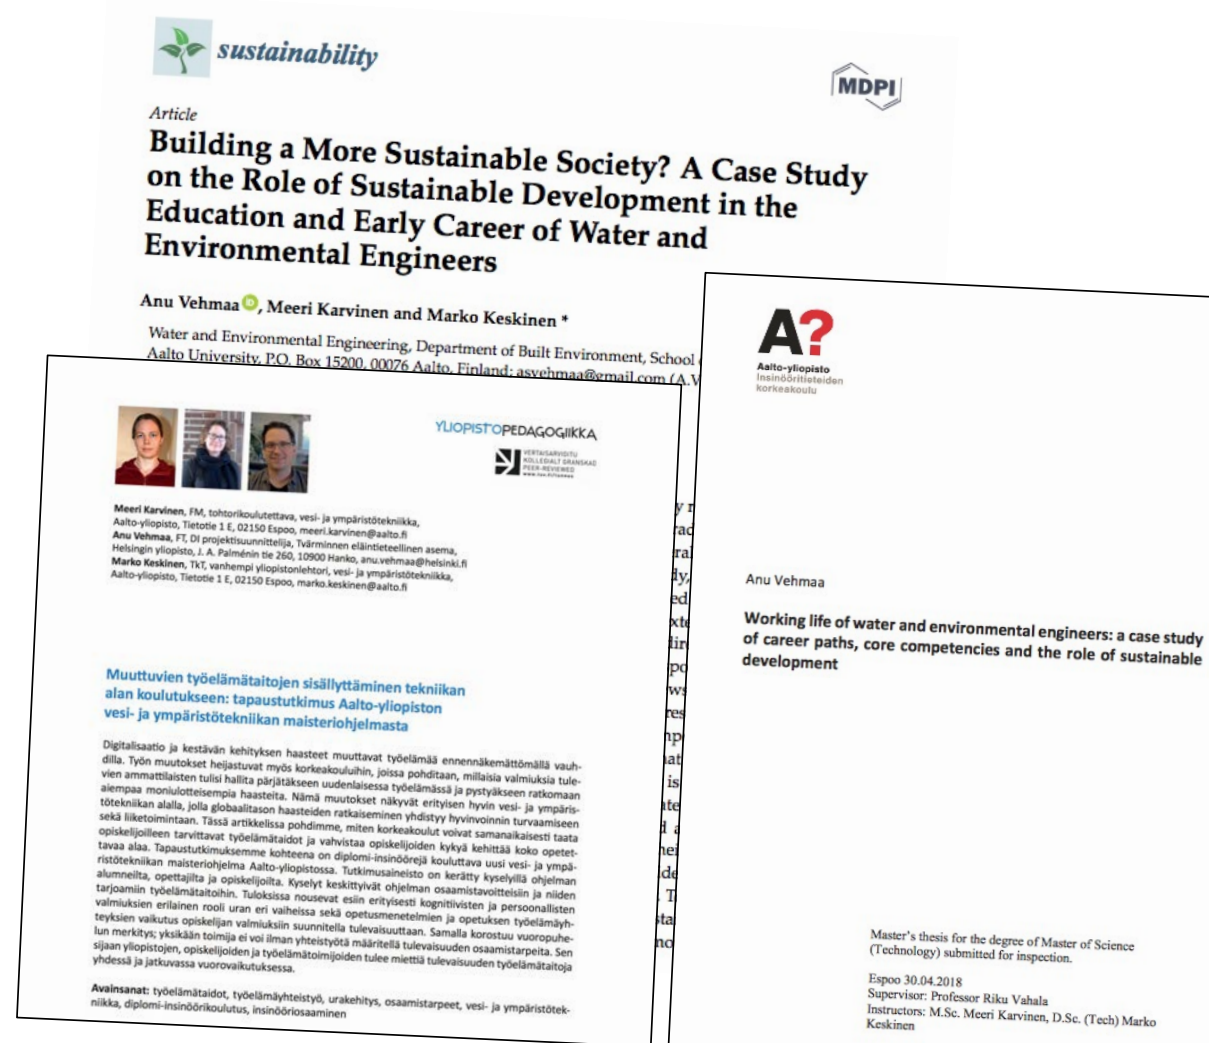 sustainability
MDPI
Article
Building a More Sustainable Society? A Case Study
on the Role of Sustainable Development in the
Education and Early Career of Water and
Environmental Engineers
Anu Vehmaa iD, Meeri Karvinen and Marko Keskinen *
Water and Environmental Engineering, Department of Built Environment, School
Aalto University, P.O. Box 15200, 00076 Aalto, Finland; asvehmaa@gmail.com (A.V
YLIOPISTOPEDAGOGIIKKA
VERTAISARVIOITU
KOLLEGIALT GRANSKAD
PEER-REVIEWED
www.tsv.fi/tunnus
Meeri Karvinen, FM, tohtorikoulutettava, vesi- ja ympäristötekniikka,
Aalto-yliopisto, Tietotie 1 E, 02150 Espoo, meeri.karvinen@aalto.fi
Anu Vehmaa, FT, DI projektisuunnittelija, Tvärminnen eläintieteellinen asema,
Helsingin yliopisto, J. A. Palménin tie 260, 10900 Hanko, anu.vehmaa@helsinki.fi
Marko Keskinen, TkT, vanhempi yliopistonlehtori, vesi- ja ympäristötekniikka,
Aalto-yliopisto, Tietotie 1 E, 02150 Espoo, marko.keskinen@aalto.fi
Muuttuvien työelämätaitojen sisällyttäminen tekniikan
alan koulutukseen: tapaustutkimus Aalto-yliopiston
vesi- ja ympäristötekniikan maisteriohjelmasta
Digitalisaatio ja kestävän kehityksen haasteet muuttavat työelämää ennennäkemättömällä vauh-
dilla. Työn muutokset heijastuvat myös korkeakouluihin, joissa pohditaan, millaisia valmiuksia tule-
vien ammattilaisten tulisi hallita pärjätäkseen uudenlaisessa työelämässä ja pystyäkseen ratkomaan
aiempaa moniulotteisempia haasteita. Nämä muutokset näkyvät erityisen hyvin vesi- ja ympäris-
tötekniikan alalla, jolla globaalitason haasteiden ratkaiseminen yhdistyy hyvinvoinnin turvaamiseen
sekä liiketoimintaan. Tässä artikkelissa pohdimme, miten korkeakoulut voivat samanaikaisesti taata
opiskelijoilleen tarvittavat työelämätaidot ja vahvistaa opiskelijoiden kykyä kehittää koko opetet-
tavaa alaa. Tapaustutkimuksemme kohteena on diplomi-insinöörejä kouluttava uusi vesi- ja ympä-
ristötekniikan maisteriohjelma Aalto-yliopistossa. Tutkimusaineisto on kerätty kyselyillä ohjelman
alumneilta, opettajilta ja opiskelijoilta. Kyselyt keskittyivät ohjelman osaamistavoitteisiin ja niiden
tarjoamiin työelämätaitoihin. Tuloksissa nousevat esiin erityisesti kognitiivisten ja persoonallisten
valmiuksien erilainen rooli uran eri vaiheissa sekä opetusmenetelmien ja opetuksen työelämäyh-
teyksien vaikutus opiskelijan valmiuksiin suunnitella tulevaisuuttaan. Samalla korostuu vuoropuhe-
lun merkitys; yksikään toimija ei voi ilman yhteistyötä määritellä tulevaisuuden osaamistarpeita. Sen
sijaan yliopistojen, opiskelijoiden ja työelämätoimijoiden tulee miettiä tulevaisuuden työelämätaitoja
yhdessä ja jatkuvassa vuorovaikutuksessa.
Avainsanat: työelämätaidot, työelämäyhteistyö, urakehitys, osaamistarpeet, vesi- ja ympäristötek-
niikka, diplomi-insinöörikoulutus, insinööriosaaminen
A?
Aalto-yliopisto
Insinööritieteiden
korkeakoulu
Anu Vehmaa
Working life of water and environmental engineers: a case study
of career paths, core competencies and the role of sustainable
development
Master's thesis for the degree of Master of Science
(Technology) submitted for inspection.
Espoo 30.04.2018
Supervisor: Professor Riku Vahala
Instructors: M.Sc. Meeri Karvinen, D.Sc. (Tech) Marko
Keskinen